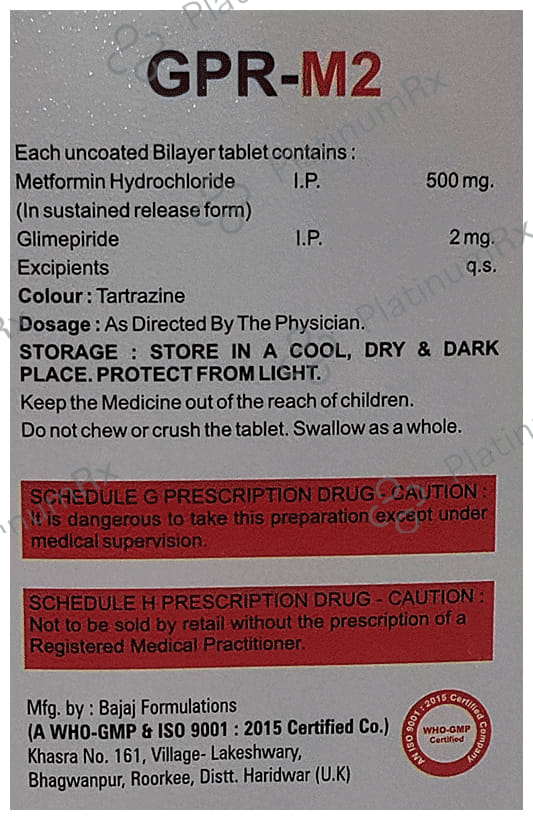 GPR-M2
Each uncoated Bilayer tablet contains :
Metformin Hydrochloride I.P. 500 mg.
(In sustained release form)
Glimepiride I.P. 2 mg.
Excipients q.s.
Colour : Tartrazine
Dosage : As Directed By The Physician.
STORAGE : STORE IN A COOL, DRY & DARK
PLACE. PROTECT FROM LIGHT.
Keep the Medicine out of the reach of children.
Do not chew or crush the tablet. Swallow as a whole.
SCHEDULE G PRESCRIPTION DRUG - CAUTION :
It is dangerous to take this preparation except under
medical supervision.
SCHEDULE H PRESCRIPTION DRUG - CAUTION :
Not to be sold by retail without the prescription of a
Registered Medical Practitioner.
Mfg. by : Bajaj Formulations
(A WHO-GMP & ISO 9001 : 2015 Certified Co.)
Khasra No. 161, Village- Lakeshwary,
Bhagwanpur, Roorkee, Distt. Haridwar (U.K)
AN ISO 9001 : 2015 Certified Company
WHO-GMP
Certified
PlatinumRx
PlatinumRx
PlatinumRx